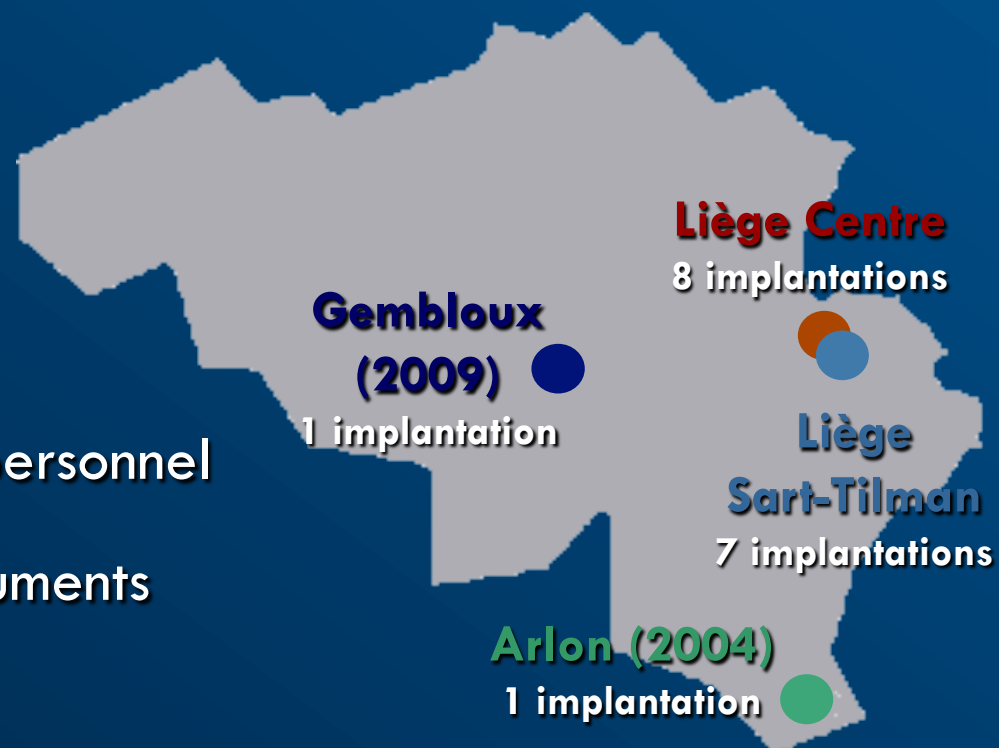 Liège Centre
8 implantations
Gembloux
(2009)
1 implantation
Liège
Sart-Tilman
7 implantations
ersonnel
uments
Arlon (2004)
1 implantation